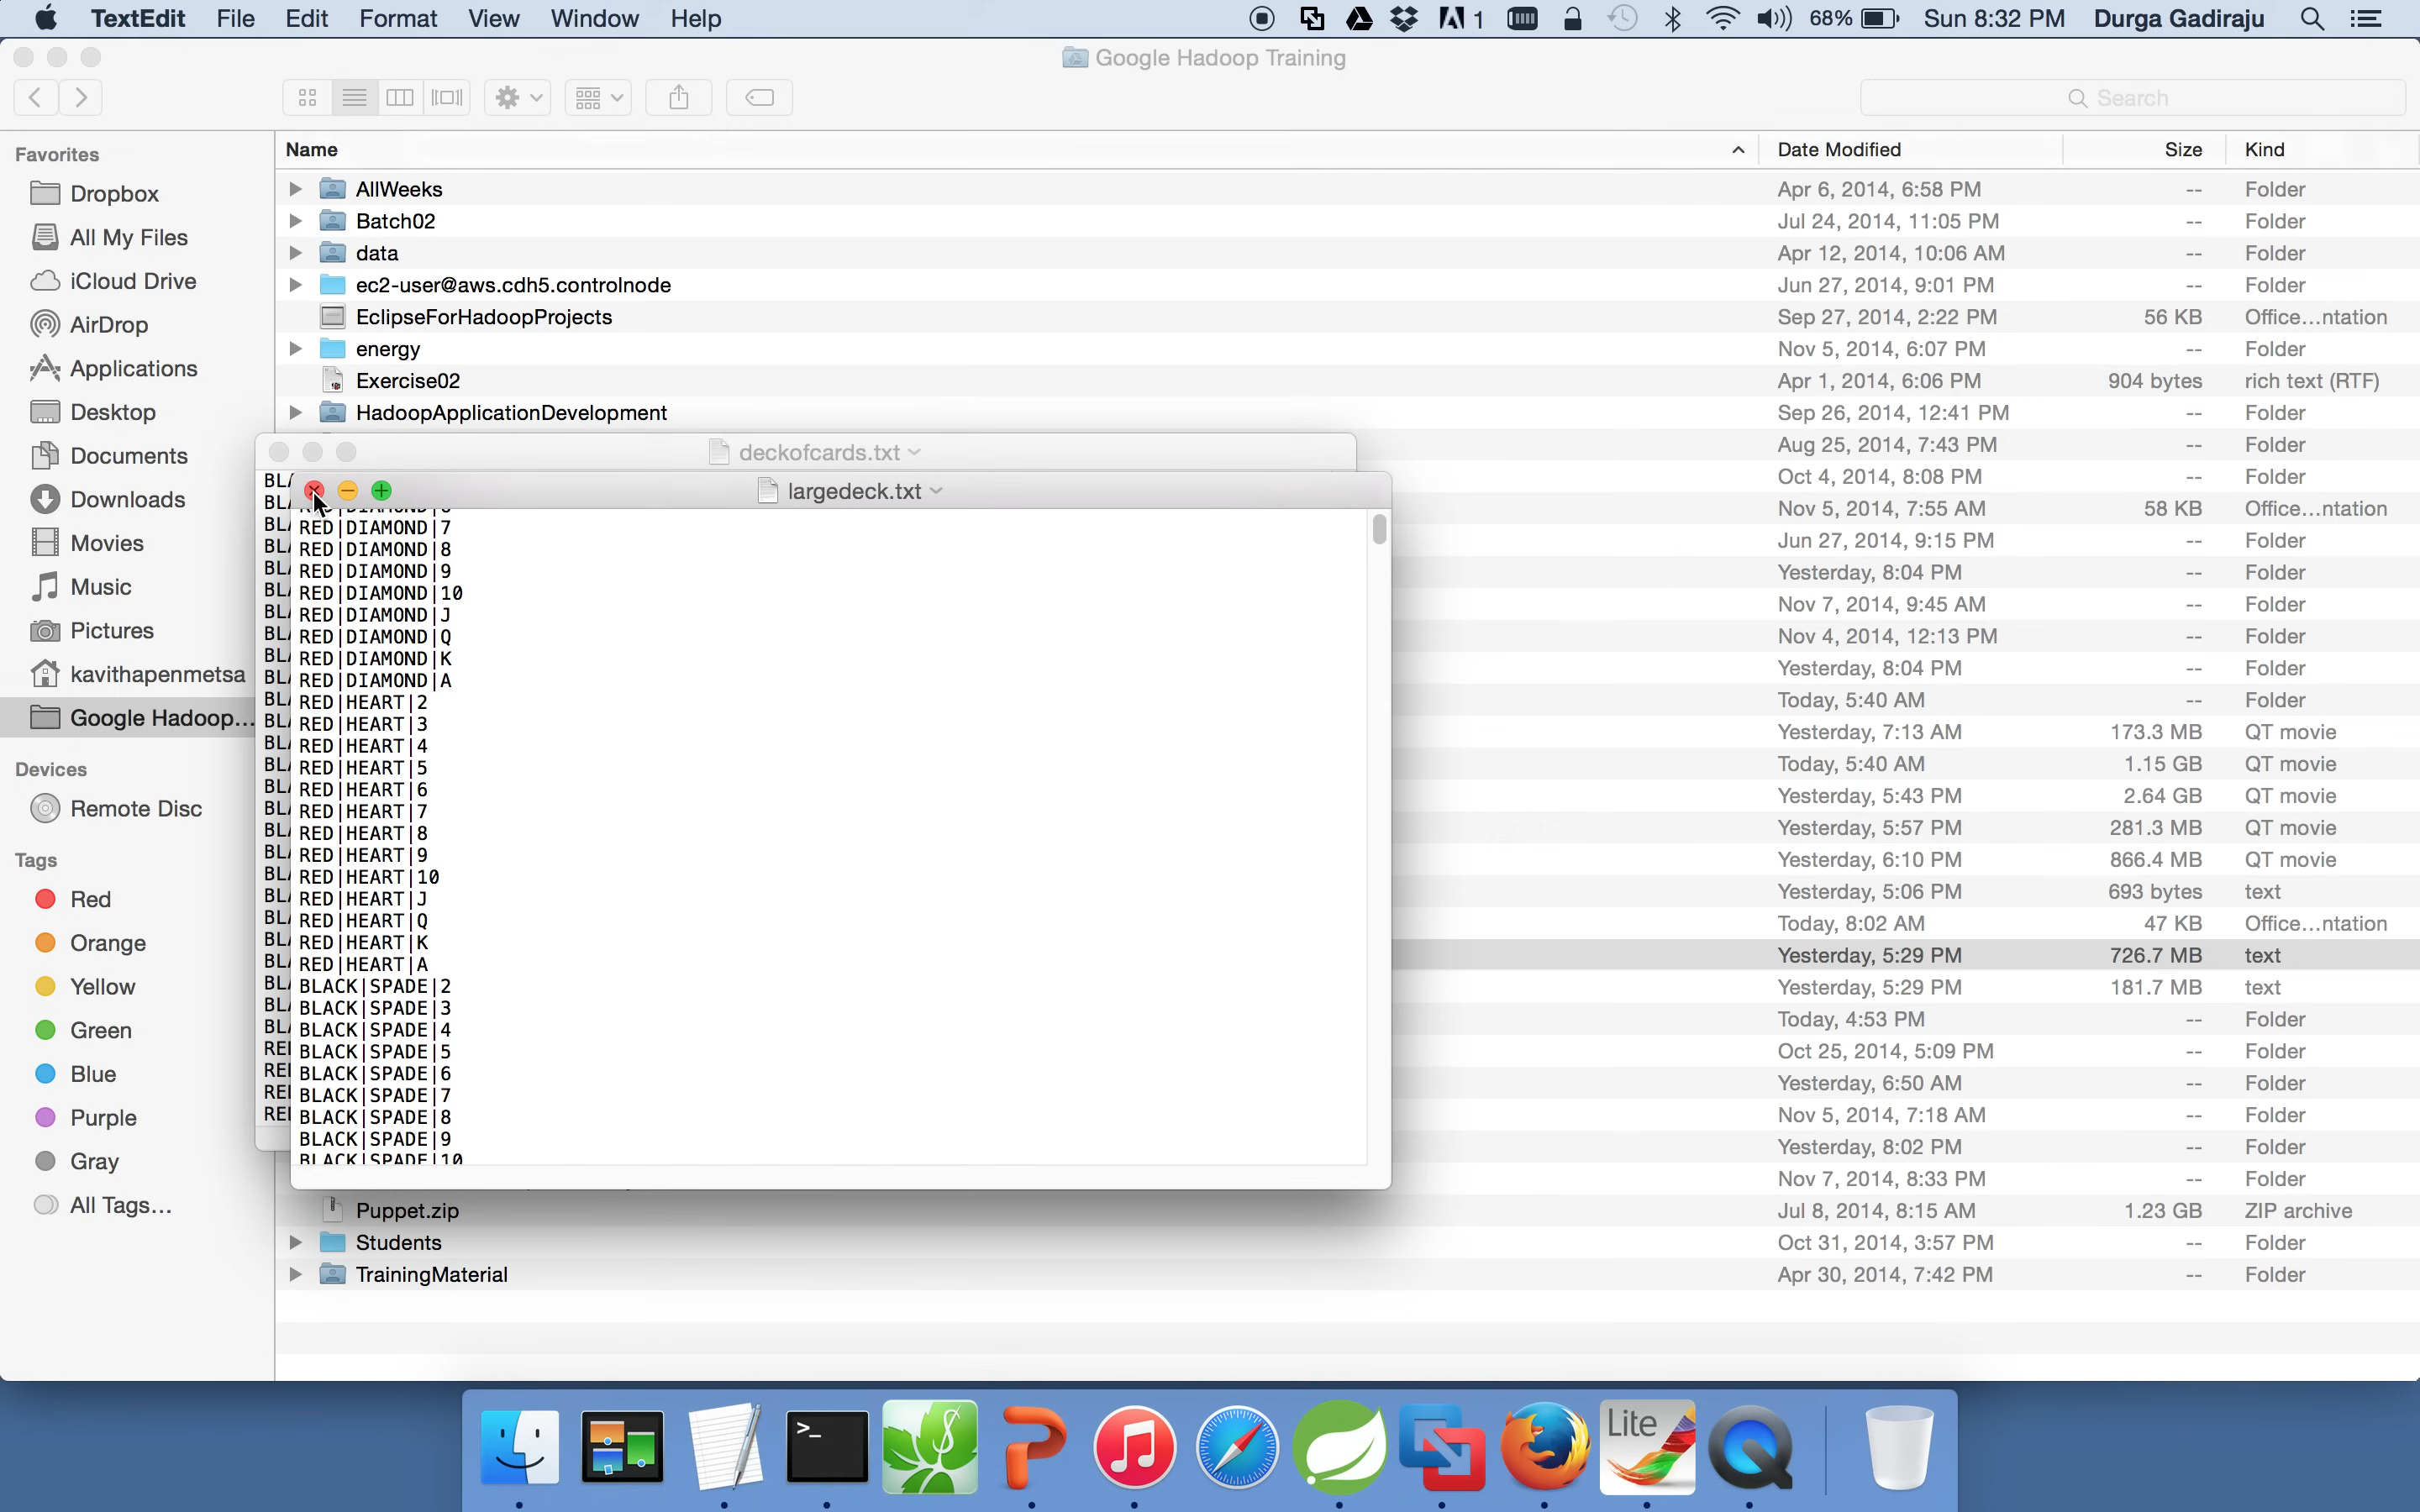 TextEdit File Edit Format View Window Help 1 68% Sun 8:32 PM Durga Gadiraju
Google Hadoop Training
Search
Favorites
Dropbox
All My Files
iCloud Drive
AirDrop
Applications
Desktop
Documents
Downloads
Movies
Music
Pictures
kavithapenmetsa
Google Hadoop...
Devices
Remote Disc
Tags
Red
Orange
Yellow
Green
Blue
Purple
Gray
All Tags...
Name Date Modified Size Kind
AllWeeks Apr 6, 2014, 6:58 PM -- Folder
Batch02 Jul 24, 2014, 11:05 PM -- Folder
data Apr 12, 2014, 10:06 AM -- Folder
ec2-user@aws.cdh5.controlnode Jun 27, 2014, 9:01 PM -- Folder
EclipseForHadoopProjects Sep 27, 2014, 2:22 PM 56 KB Office...ntation
energy Nov 5, 2014, 6:07 PM -- Folder
Exercise02 Apr 1, 2014, 6:06 PM 904 bytes rich text (RTF)
HadoopApplicationDevelopment Sep 26, 2014, 12:41 PM -- Folder
Aug 25, 2014, 7:43 PM -- Folder
Oct 4, 2014, 8:08 PM -- Folder
Nov 5, 2014, 7:55 AM 58 KB Office...ntation
Jun 27, 2014, 9:15 PM -- Folder
Yesterday, 8:04 PM -- Folder
Nov 7, 2014, 9:45 AM -- Folder
Nov 4, 2014, 12:13 PM -- Folder
Yesterday, 8:04 PM -- Folder
Today, 5:40 AM -- Folder
Yesterday, 7:13 AM 173.3 MB QT movie
Today, 5:40 AM 1.15 GB QT movie
Yesterday, 5:43 PM 2.64 GB QT movie
Yesterday, 5:57 PM 281.3 MB QT movie
Yesterday, 6:10 PM 866.4 MB QT movie
Yesterday, 5:06 PM 693 bytes text
Today, 8:02 AM 47 KB Office...ntation
Yesterday, 5:29 PM 726.7 MB text
Yesterday, 5:29 PM 181.7 MB text
Today, 4:53 PM -- Folder
Oct 25, 2014, 5:09 PM -- Folder
Yesterday, 6:50 AM -- Folder
Nov 5, 2014, 7:18 AM -- Folder
Yesterday, 8:02 PM -- Folder
Nov 7, 2014, 8:33 PM -- Folder
Puppet.zip Jul 8, 2014, 8:15 AM 1.23 GB ZIP archive
Students Oct 31, 2014, 3:57 PM -- Folder
TrainingMaterial Apr 30, 2014, 7:42 PM -- Folder
deckofcards.txt
largedeck.txt
RED|DIAMOND|7
RED|DIAMOND|8
RED|DIAMOND|9
RED|DIAMOND|10
RED|DIAMOND|J
RED|DIAMOND|Q
RED|DIAMOND|K
RED|DIAMOND|A
RED|HEART|2
RED|HEART|3
RED|HEART|4
RED|HEART|5
RED|HEART|6
RED|HEART|7
RED|HEART|8
RED|HEART|9
RED|HEART|10
RED|HEART|J
RED|HEART|Q
RED|HEART|K
RED|HEART|A
BLACK|SPADE|2
BLACK|SPADE|3
BLACK|SPADE|4
BLACK|SPADE|5
BLACK|SPADE|6
BLACK|SPADE|7
BLACK|SPADE|8
BLACK|SPADE|9
BLACK|SPADE|10
Lite